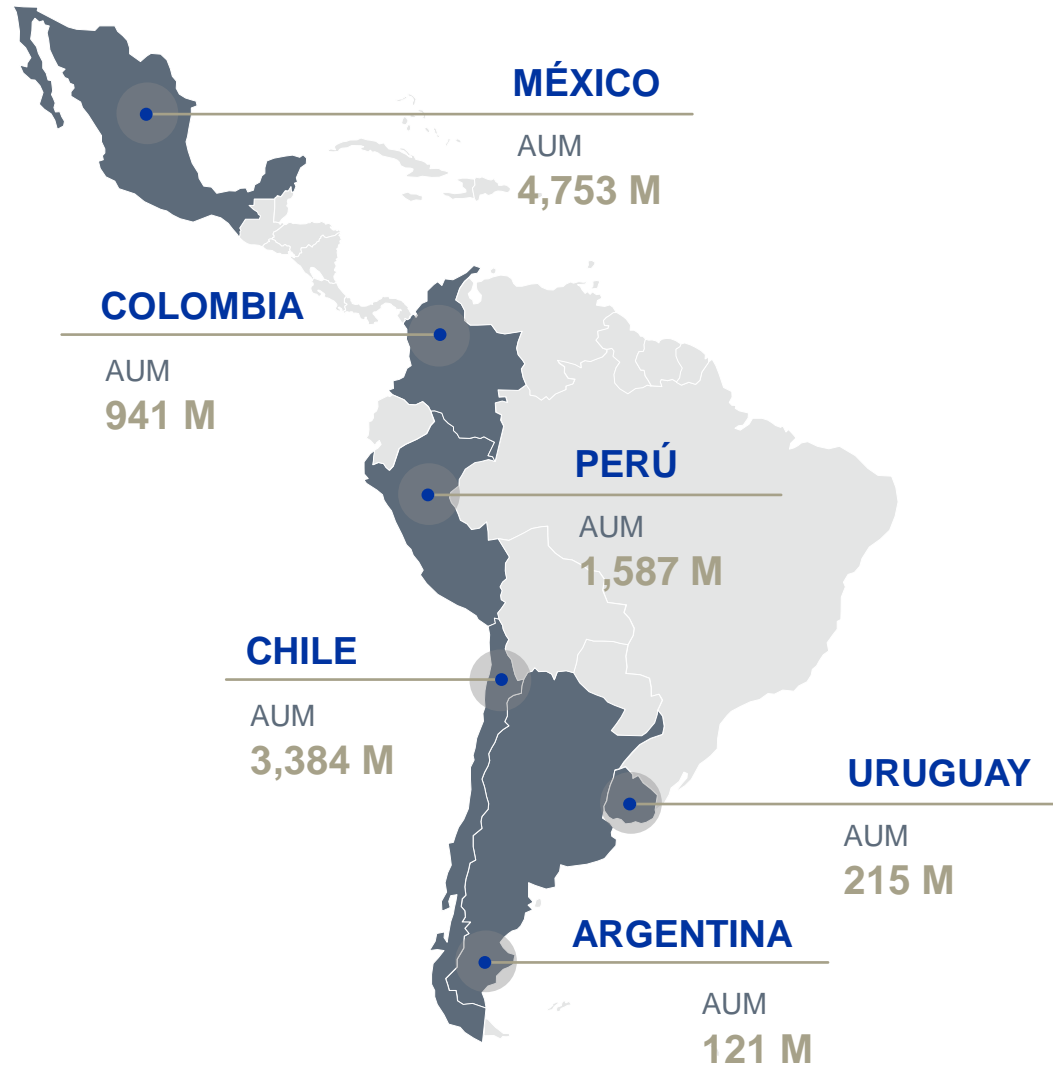 MÉXICO
AUM
4,753 M
COLOMBIA
AUM
941 M
PERÚ
AUM
1,587 M
CHILE
AUM
3,384 M
URUGUAY
AUM
215 M
ARGENTINA
AUM
121 M